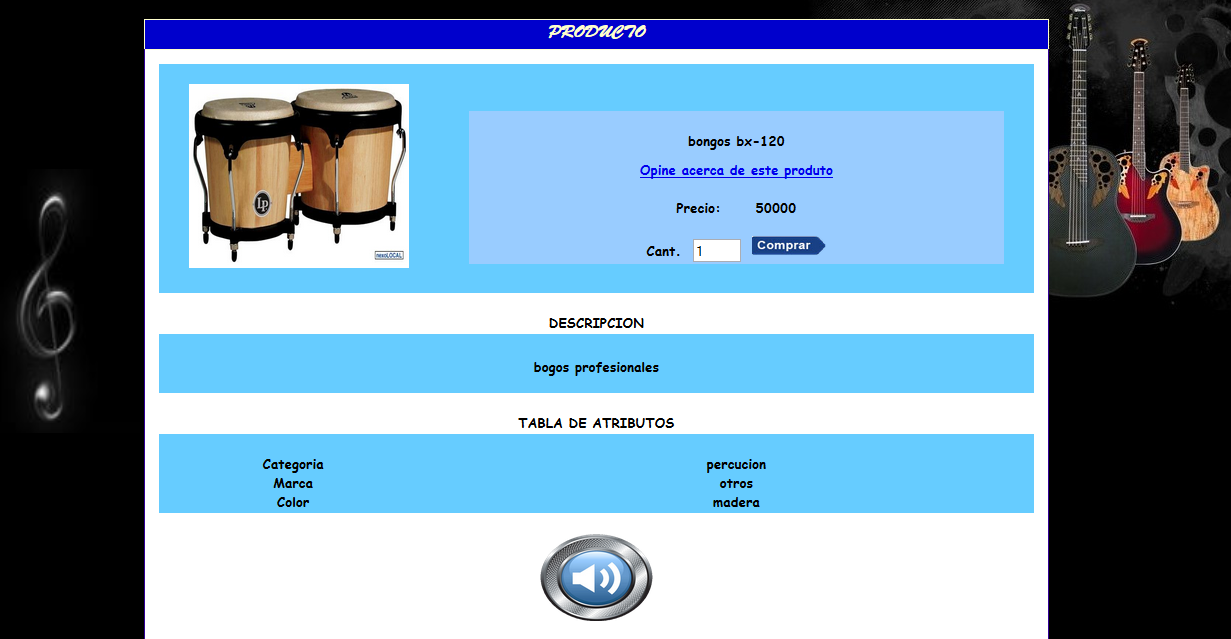 PRODUCTO
LP
nexoLOCAL
bongos bx-120
Opine acerca de este produto
Precio: 50000
Cant. 1 Comprar
DESCRIPCION
bogos profesionales
TABLA DE ATRIBUTOS
Categoria percucion
Marca otros
Color madera